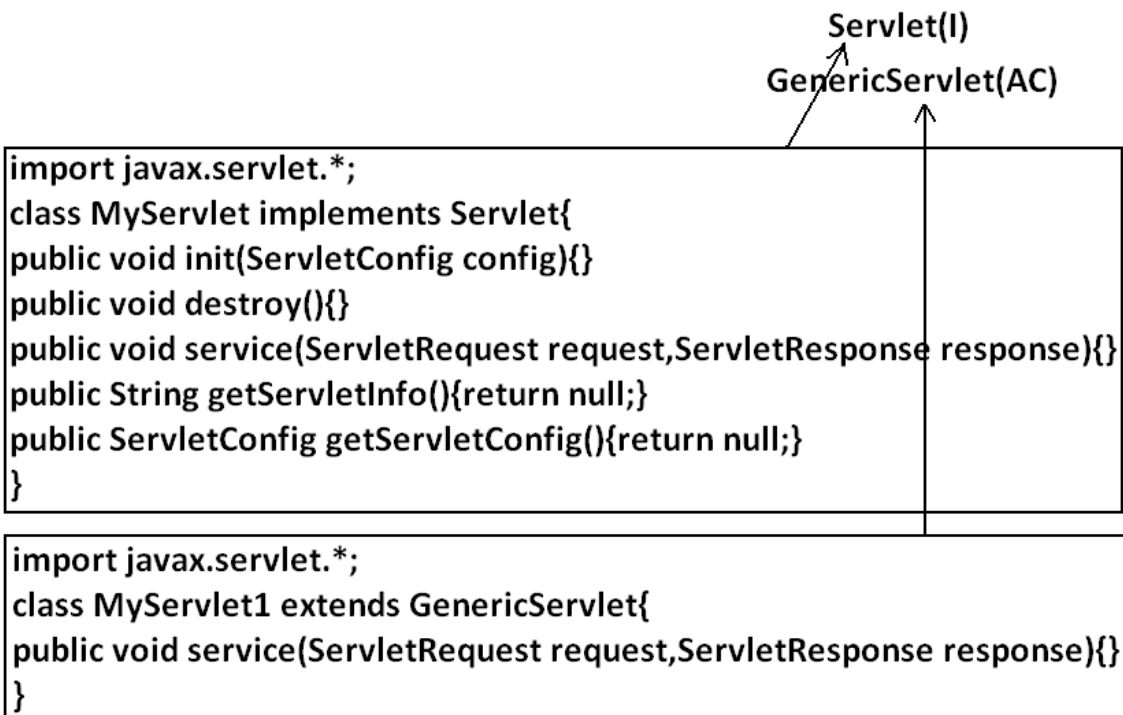 Servlet(I)
GenericServlet(AC)
import javax.servlet.*;
class MyServlet implements Servlet{
public void init(ServletConfig config){}
public void destroy(){}
public void service(ServletRequest request,ServletResponse response){}
public String getServletInfo(){return null;}
public ServletConfig getServletConfig(){return null;}
}
import javax.servlet.*;
class MyServlet1 extends GenericServlet{
public void service(ServletRequest request,ServletResponse response){}
}